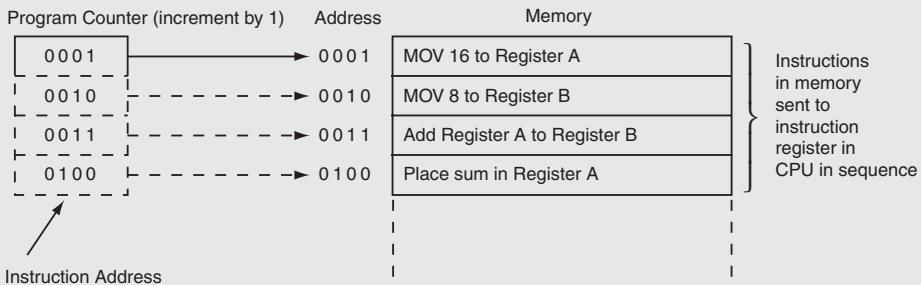 Program Counter (increment by 1) Address Memory
0001 0001 MOV 16 to Register A
0010 0010 MOV 8 to Register B
0011 0011 Add Register A to Register B
0100 0100 Place sum in Register A
Instructions
in memory
sent to
instruction
register in
CPU in sequence
Instruction Address